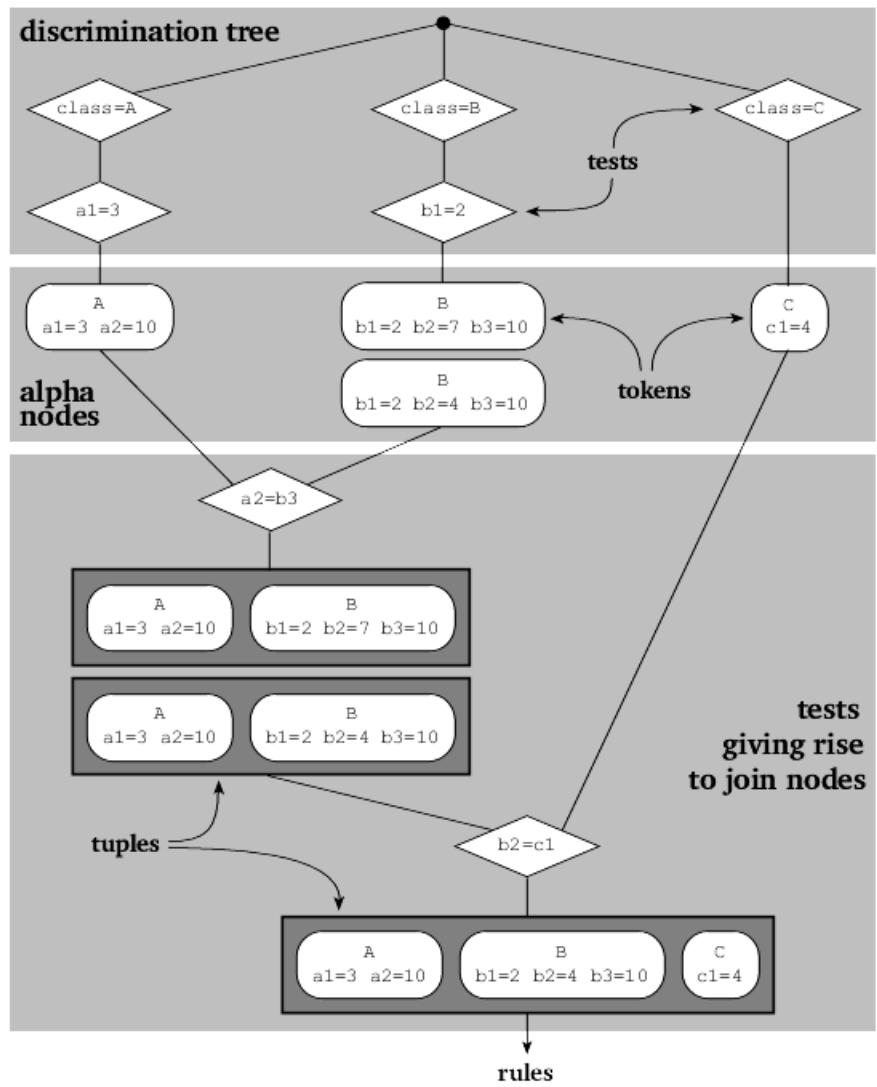 discrimination tree
class=A
class=B
class=C
tests
a1=3
b1=2
A
a1=3 a2=10
B
b1=2 b2=7 b3=10
C
c1=4
B
b1=2 b2=4 b3=10
tokens
alpha
nodes
a2=b3
A
a1=3 a2=10
B
b1=2 b2=7 b3=10
A
a1=3 a2=10
B
b1=2 b2=4 b3=10
tests
giving rise
to join nodes
tuples
b2=c1
A
a1=3 a2=10
B
b1=2 b2=4 b3=10
C
c1=4
rules